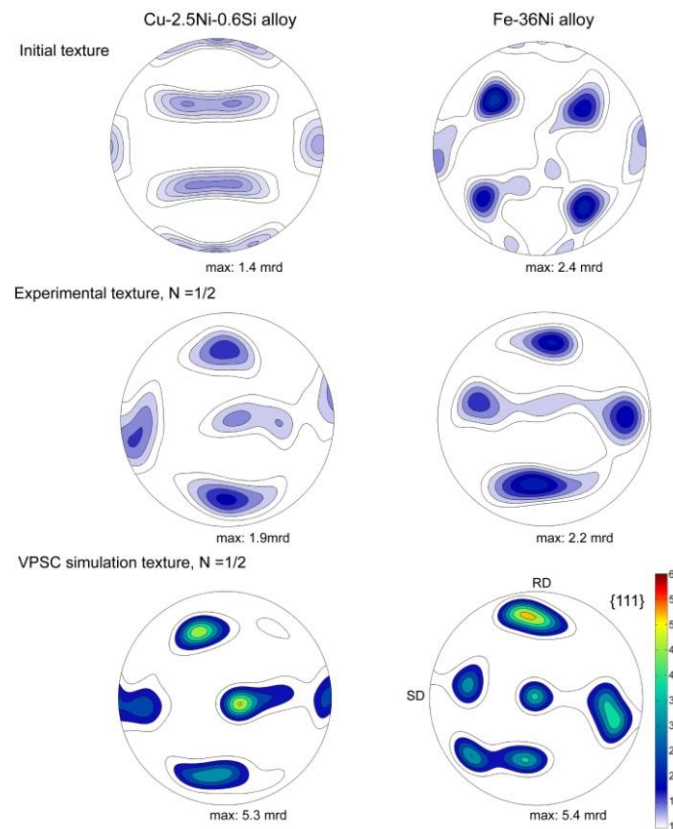 Cu-2.5Ni-0.6Si alloy
Fe-36Ni alloy
Initial texture
max: 1.4 mrd
max: 2.4 mrd
Experimental texture, N =1/2
max: 1.9mrd
max: 2.2 mrd
VPSC simulation texture, N =1/2
RD
{111}
SD
6
max: 5.3 mrd
max: 5.4 mrd